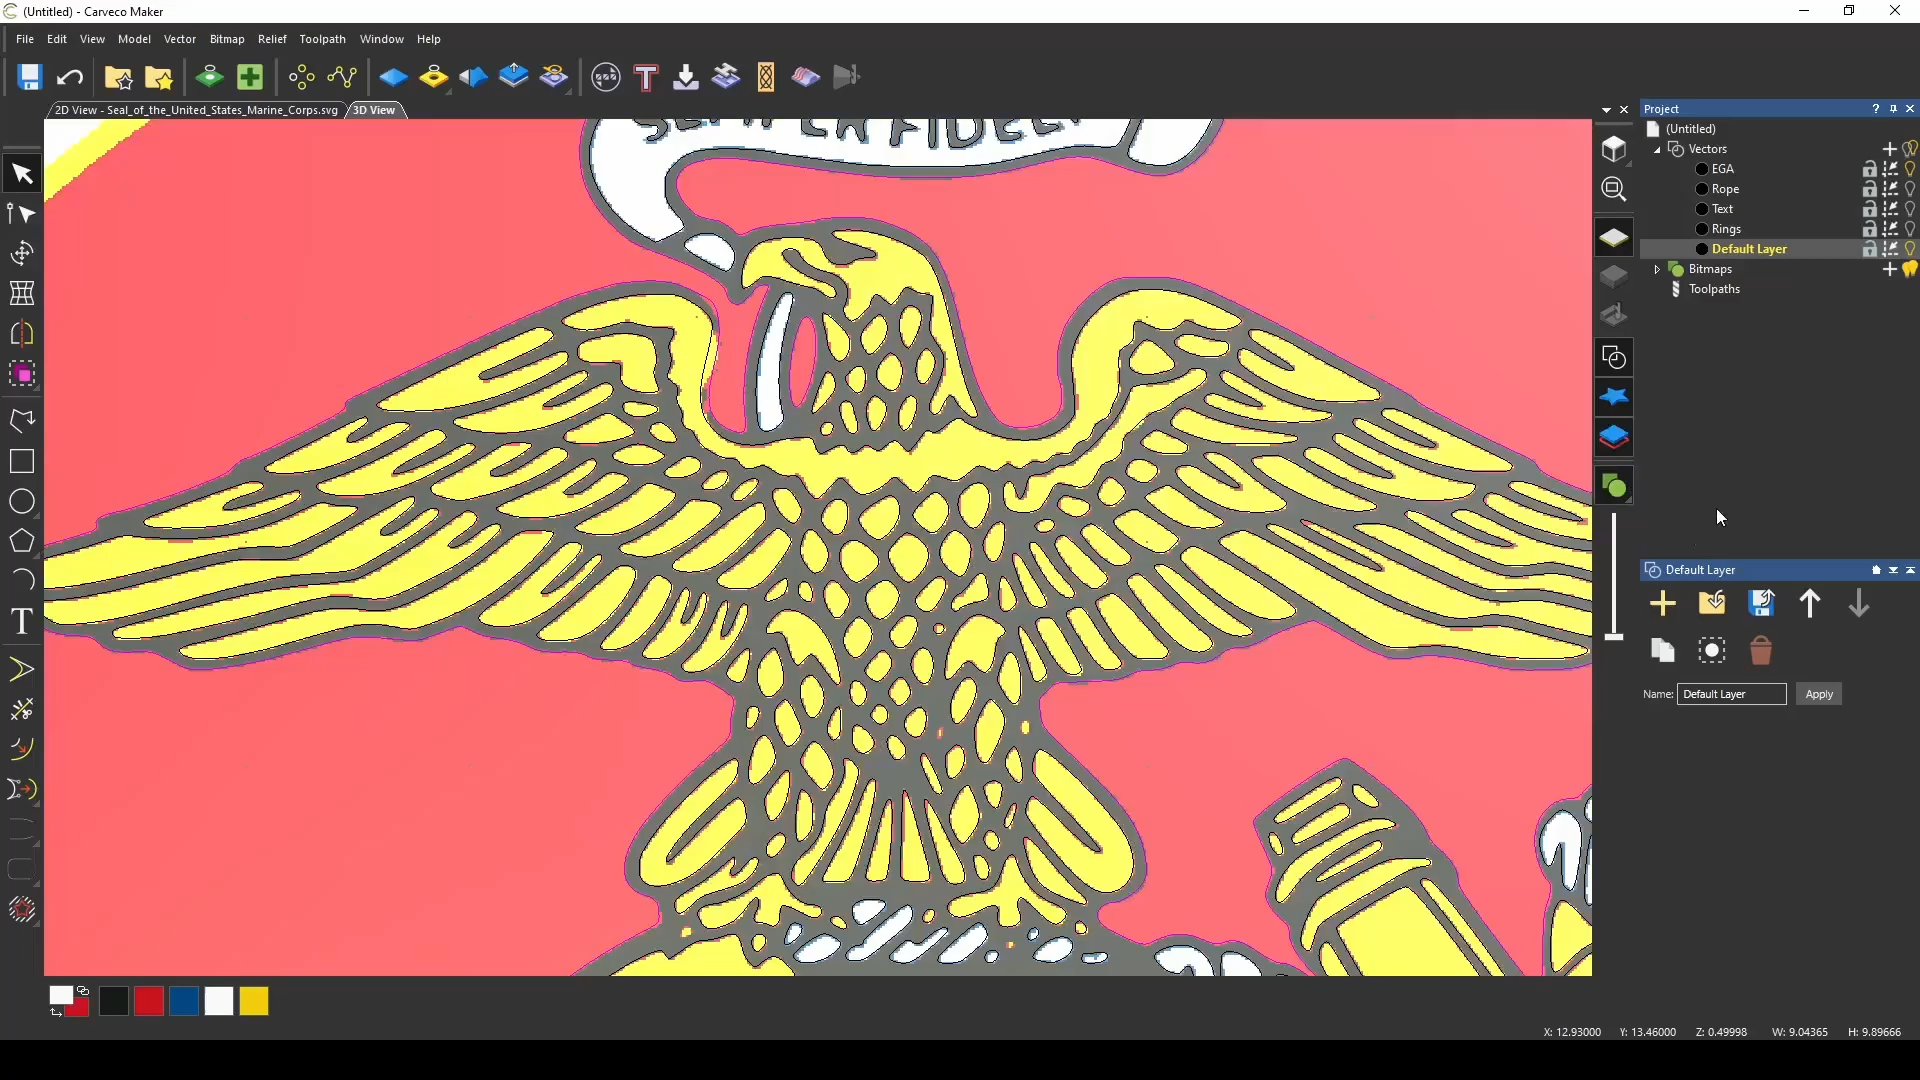 (Untitled) - Carveco Maker
File Edit View Model Vector Bitmap Relief Toolpath Window Help
2D View - Seal_of_the_United_States_Marine_Corps.svg 3D View
Project
(Untitled)
Vectors
EGA
Rope
Text
Rings
Default Layer
Bitmaps
Toolpaths
Default Layer
Name: Default Layer Apply
SEMPER FIDELI
X: 12.93000 Y: 13.46000 Z: 0.49998 W: 9.04365 H: 9.89666